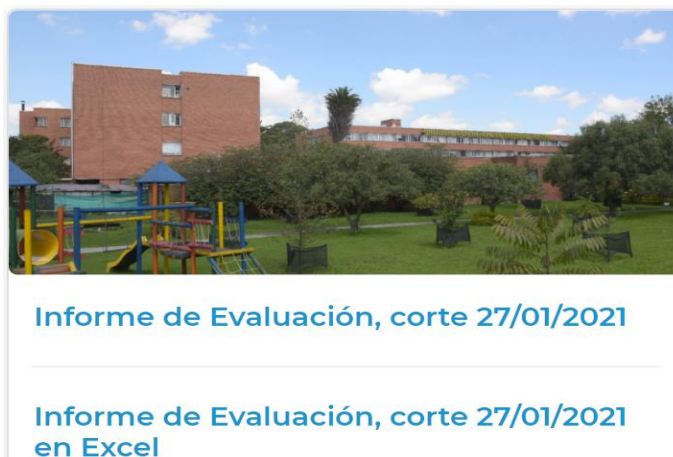 Informe de Evaluación, corte 27/01/2021
Informe de Evaluación, corte 27/01/2021
en Excel